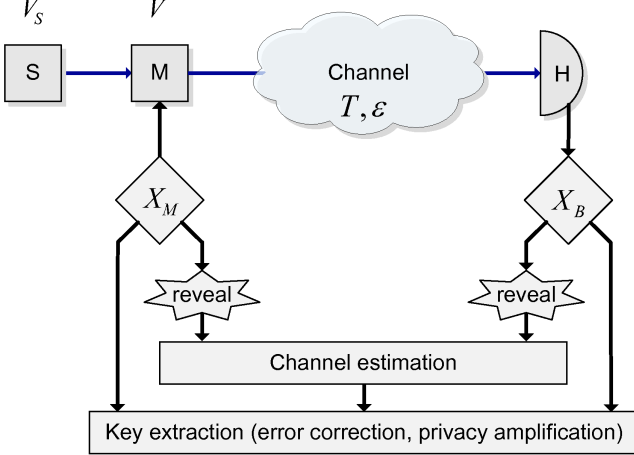 V_S V
S M Channel H
T, ε
X_M X_B
reveal reveal
Channel estimation
Key extraction (error correction, privacy amplification)